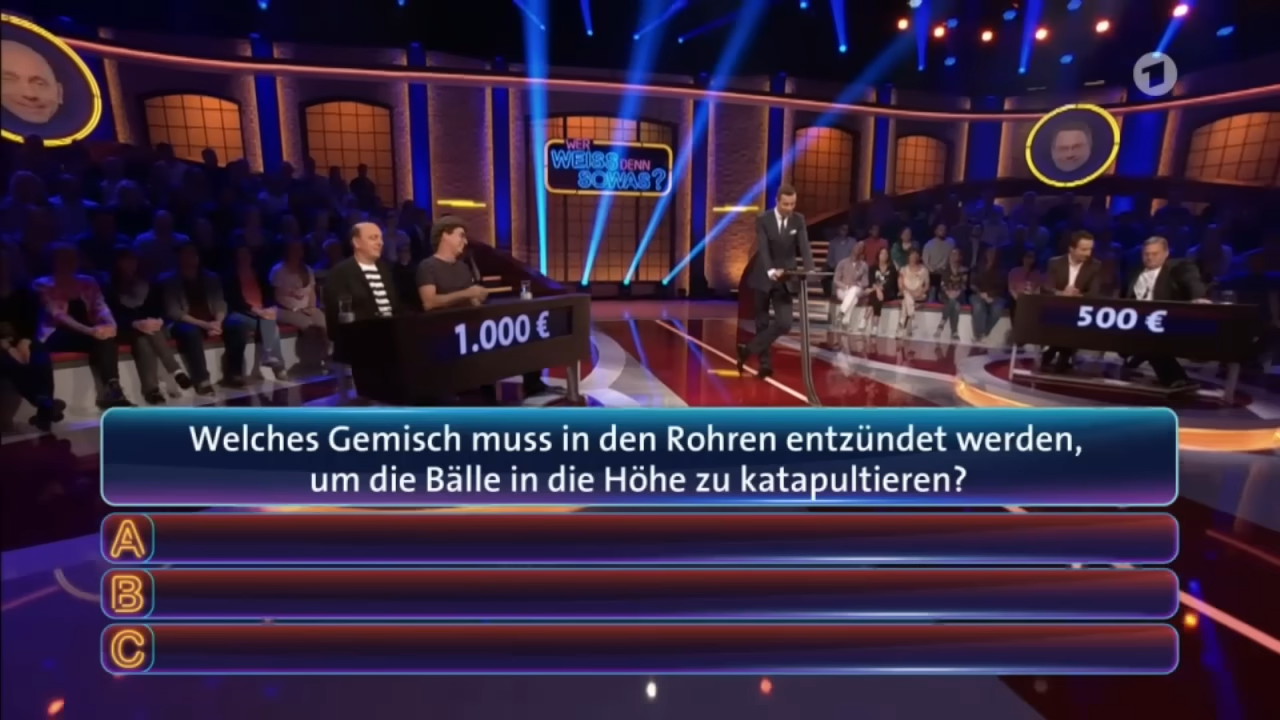 1
WER
WEISS DENN
SOWAS?
1.000 €
500 €
Welches Gemisch muss in den Rohren entzündet werden,
um die Bälle in die Höhe zu katapultieren?
A
B
C